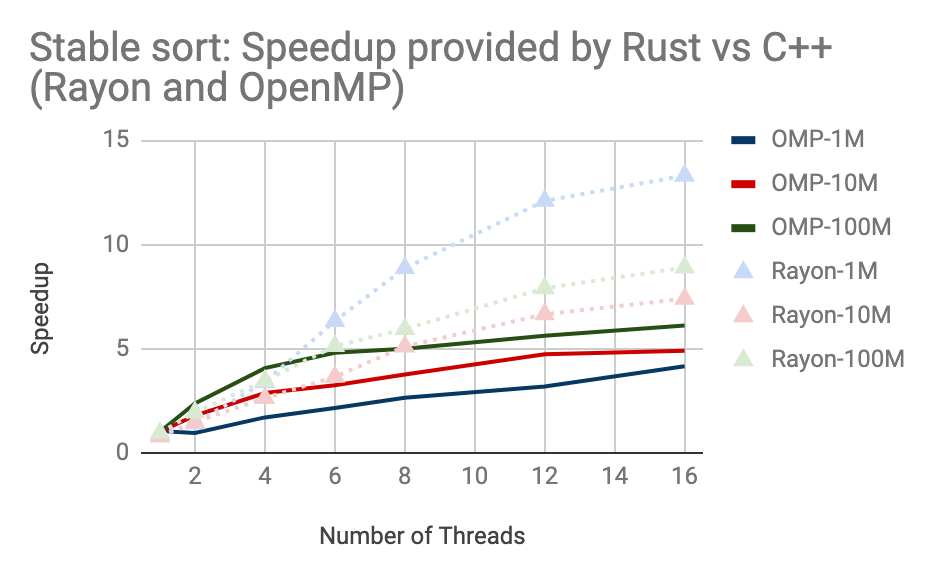 Stable sort: Speedup provided by Rust vs C++
(Rayon and OpenMP)
15
10
5
0
Speedup
2
4
6
8
10
12
14
16
Number of Threads
OMP-1M
OMP-10M
OMP-100M
Rayon-1M
Rayon-10M
Rayon-100M